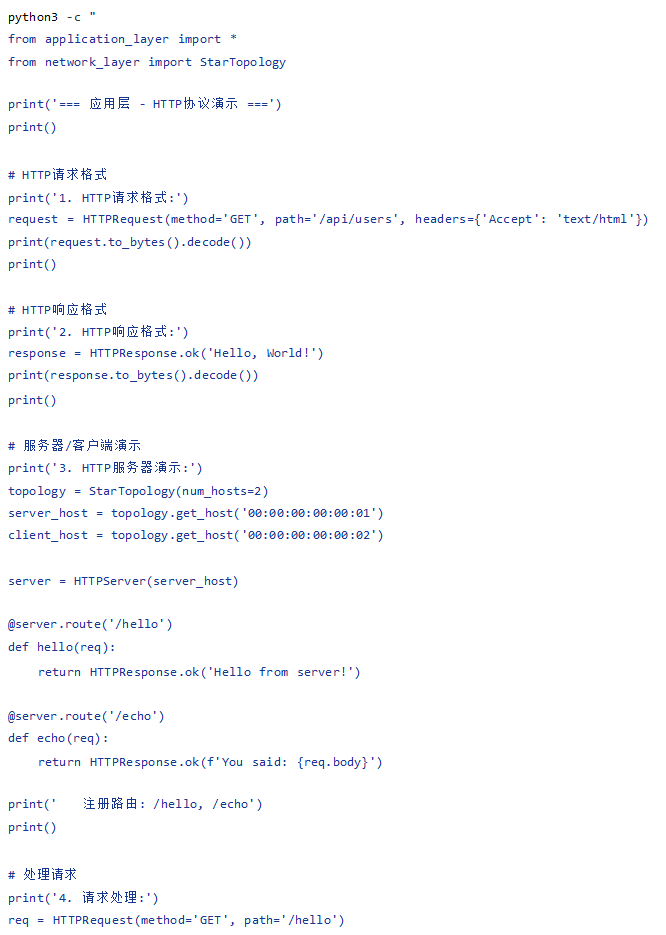 python3 -c "
from application_layer import *
from network_layer import StarTopology
print('=== 应用层 - HTTP协议演示 ===')
print()
# HTTP请求格式
print('1. HTTP请求格式:')
request = HTTPRequest(method='GET', path='/api/users', headers={'Accept': 'text/html'})
print(request.to_bytes().decode())
print()
# HTTP响应格式
print('2. HTTP响应格式:')
response = HTTPResponse.ok('Hello, World!')
print(response.to_bytes().decode())
print()
# 服务器/客户端演示
print('3. HTTP服务器演示:')
topology = StarTopology(num_hosts=2)
server_host = topology.get_host('00:00:00:00:00:01')
client_host = topology.get_host('00:00:00:00:00:02')
server = HTTPServer(server_host)
@server.route('/hello')
def hello(req):
    return HTTPResponse.ok('Hello from server!')
@server.route('/echo')
def echo(req):
    return HTTPResponse.ok(f'You said: {req.body}')
print('   注册路由: /hello, /echo')
print()
# 处理请求
print('4. 请求处理:')
req = HTTPRequest(method='GET', path='/hello')